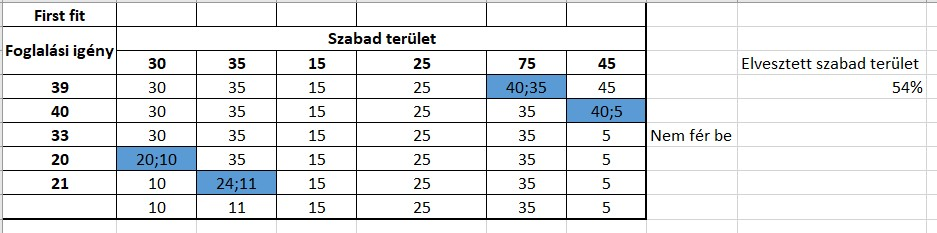 First fit
Foglalási igény Szabad terület
30 35 15 25 75 45 Elvesztett szabad terület
39 30 35 15 25 40;35 45 54%
40 30 35 15 25 35 40;5
33 30 35 15 25 35 5 Nem fér be
20 20;10 35 15 25 35 5
21 10 24;11 15 25 35 5
10 11 15 25 35 5